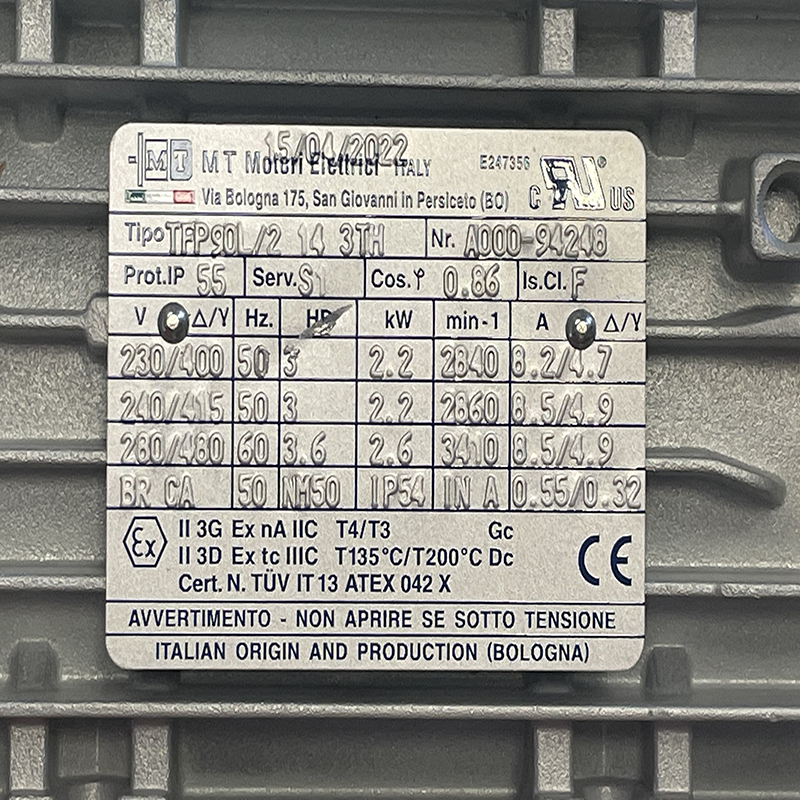 15/04/2022
MT MT Motori Elettrici ITALY E247356 ® C US
Via Bologna 175, San Giovanni in Persiceto (BO)
Tipo TFP90L/2 14 3TH Nr. A000-94248
Prot.IP 55 Serv. S1 Cos.φ 0.86 Is.Cl. F
V Δ/Y Hz. HP kW min-1 A Δ/Y
230/400 50 3 2.2 2840 8.2/4.7
240/415 50 3 2.2 2860 8.5/4.9
280/480 60 3.6 2.6 3410 8.5/4.9
BR CA 50 NM50 IP54 IN A 0.55/0.32
Ex II 3G Ex nA IIC T4/T3 Gc
II 3D Ex tc IIIC T135°C/T200°C Dc CE
Cert. N. TÜV IT 13 ATEX 042 X
AVVERTIMENTO - NON APRIRE SE SOTTO TENSIONE
ITALIAN ORIGIN AND PRODUCTION (BOLOGNA)